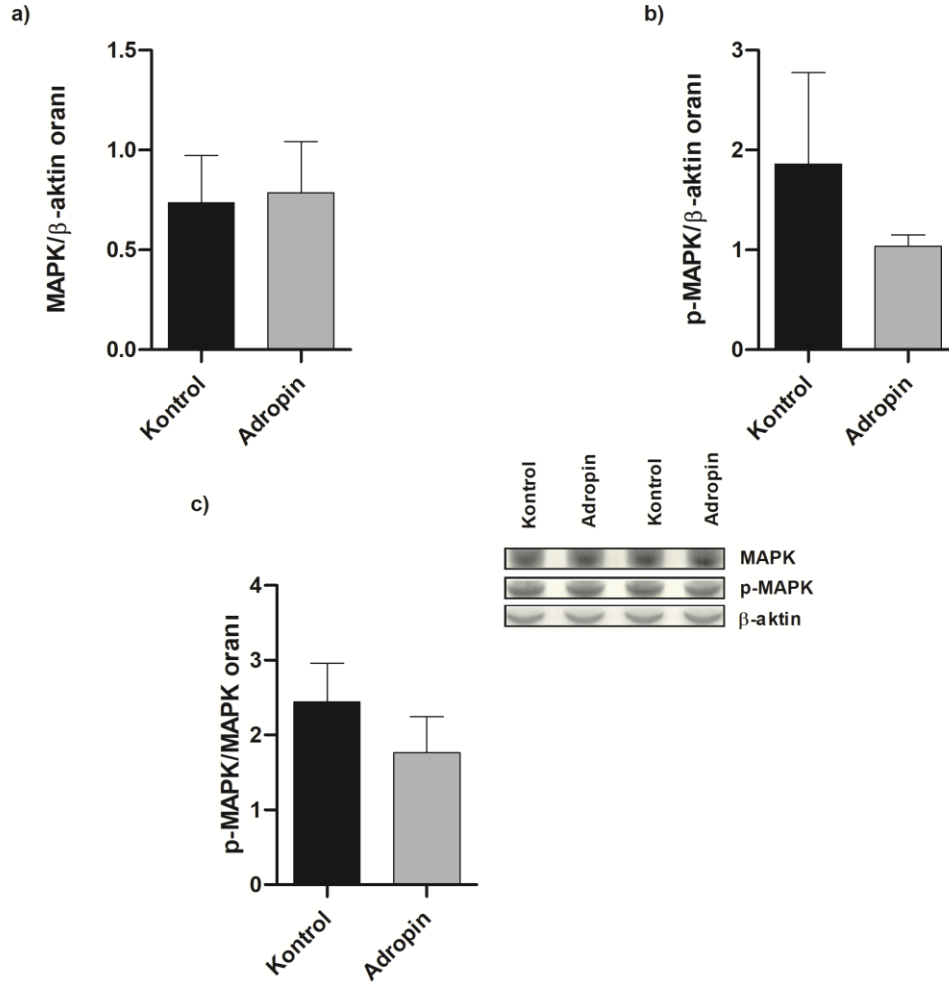 a)
MAPK/β-aktin oranı
1.5
1.0
0.5
0.0
Kontrol
Adropin
b)
p-MAPK/β-aktin oranı
3
2
1
0
Kontrol
Adropin
c)
p-MAPK/MAPK oranı
4
3
2
1
0
Kontrol
Adropin
Kontrol
Adropin
Kontrol
Adropin
MAPK
p-MAPK
β-aktin